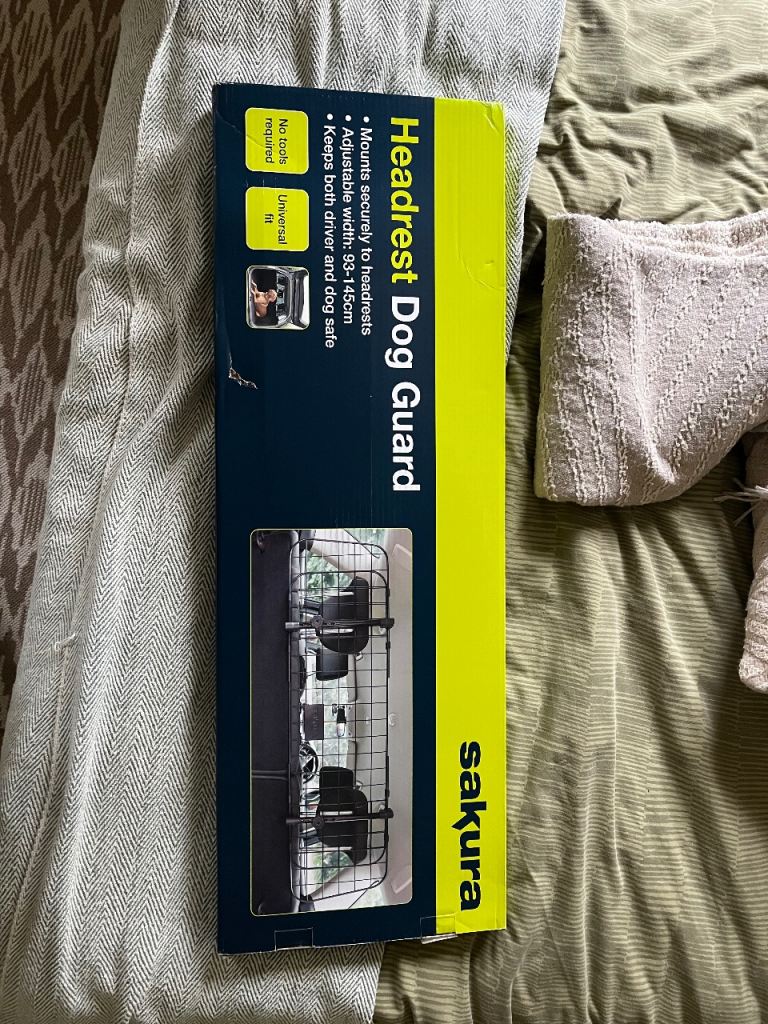 sakura
Headrest Dog Guard
• Mounts securely to headrests
• Adjustable width: 93-145cm
• Keeps both driver and dog safe
No tools
required
Universal
fit